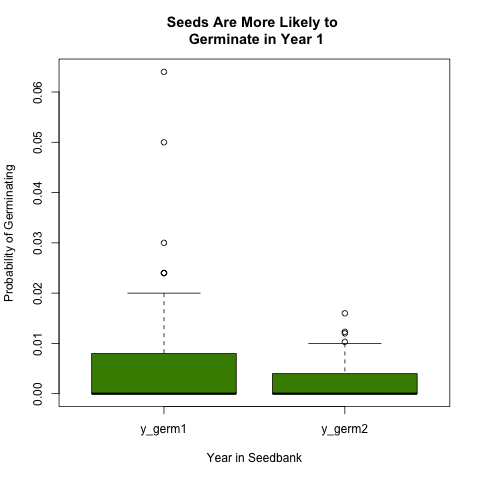 Seeds Are More Likely to
Germinate in Year 1
Probability of Germinating
0.06
0.05
0.04
0.03
0.02
0.01
0.00
y_germ1 y_germ2
Year in Seedbank